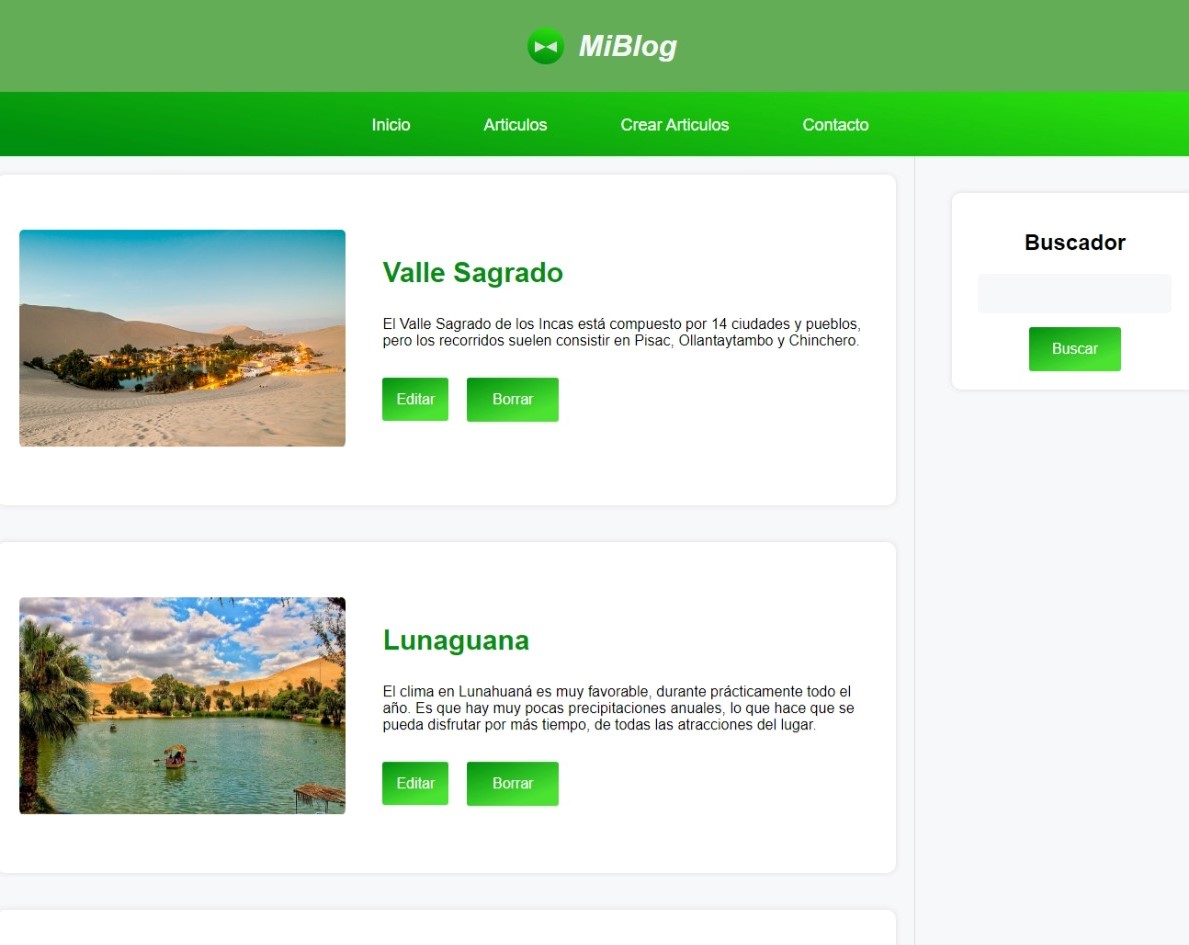 MiBlog
Inicio Articulos Crear Articulos Contacto
Valle Sagrado
El Valle Sagrado de los Incas está compuesto por 14 ciudades y pueblos,
pero los recorridos suelen consistir en Pisac, Ollantaytambo y Chinchero.
Editar Borrar
Lunaguana
El clima en Lunahuaná es muy favorable, durante prácticamente todo el
año. Es que hay muy pocas precipitaciones anuales, lo que hace que se
pueda disfrutar por más tiempo, de todas las atracciones del lugar.
Editar Borrar
Buscador
Buscar